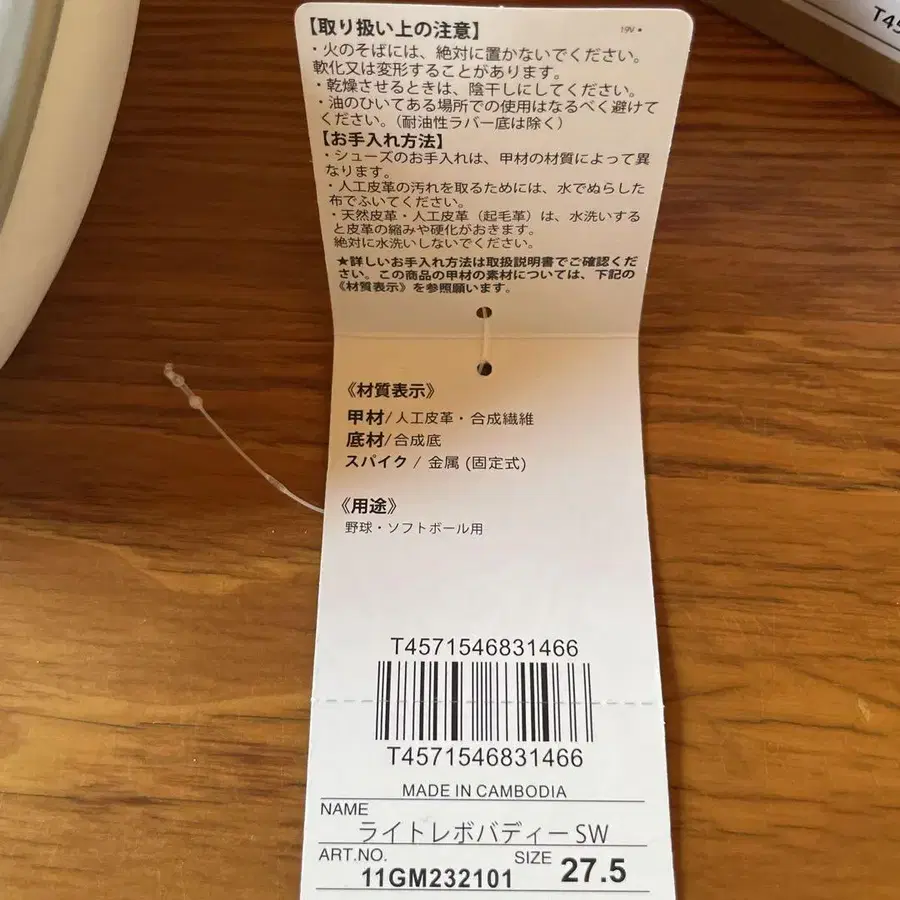 【取り扱い上の注意】
19V •
・火のそばには、絶対に置かないでください。
軟化又は変形することがあります。
・乾燥させるときは、陰干しにしてください。
・油のひいてある場所での使用はなるべく避けて
ください。（耐油性ラバー底は除く）
【お手入れ方法】
・シューズのお手入れは、甲材の材質によって異
なります。
・人工皮革の汚れを取るためには、水でぬらした
布でふいてください。
・天然皮革・人工皮革（起毛革）は、水洗いする
と皮革の縮みや硬化がおきます。
絶対に水洗いしないでください。
★詳しいお手入れ方法は取扱説明書でご確認くだ
さい。この商品の甲材の素材については、下記の
《材質表示》を参照願います。
《材質表示》
甲材/人工皮革・合成繊維
底材/合成底
スパイク / 金属 (固定式)
《用途》
野球・ソフトボール用
T4571546831466
T4571546831466
MADE IN CAMBODIA
NAME
ライトレボバディー SW
ART.NO.
SIZE
11GM232101
27.5